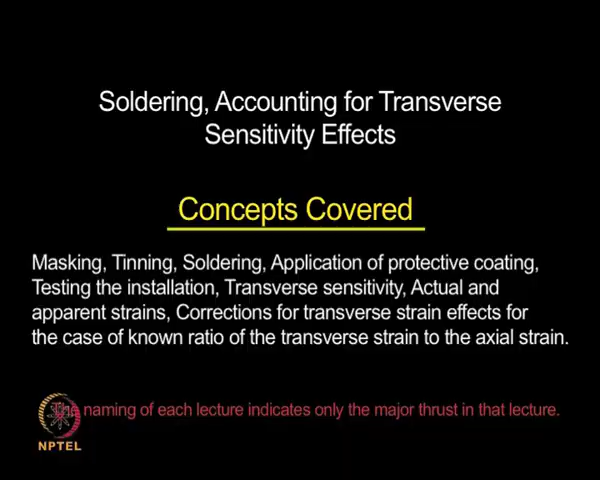 Soldering, Accounting for Transverse
Sensitivity Effects
Concepts Covered
Masking, Tinning, Soldering, Application of protective coating,
Testing the installation, Transverse sensitivity, Actual and
apparent strains, Corrections for transverse strain effects for
the case of known ratio of the transverse strain to the axial strain.
The naming of each lecture indicates only the major thrust in that lecture.
NPTEL